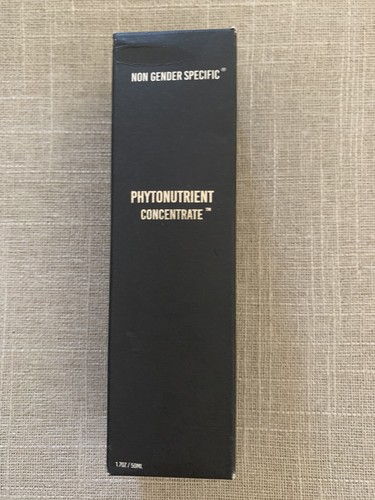 NON GENDER SPECIFIC®
PHYTONUTRIENT
CONCENTRATE™
1.7OZ / 50ML